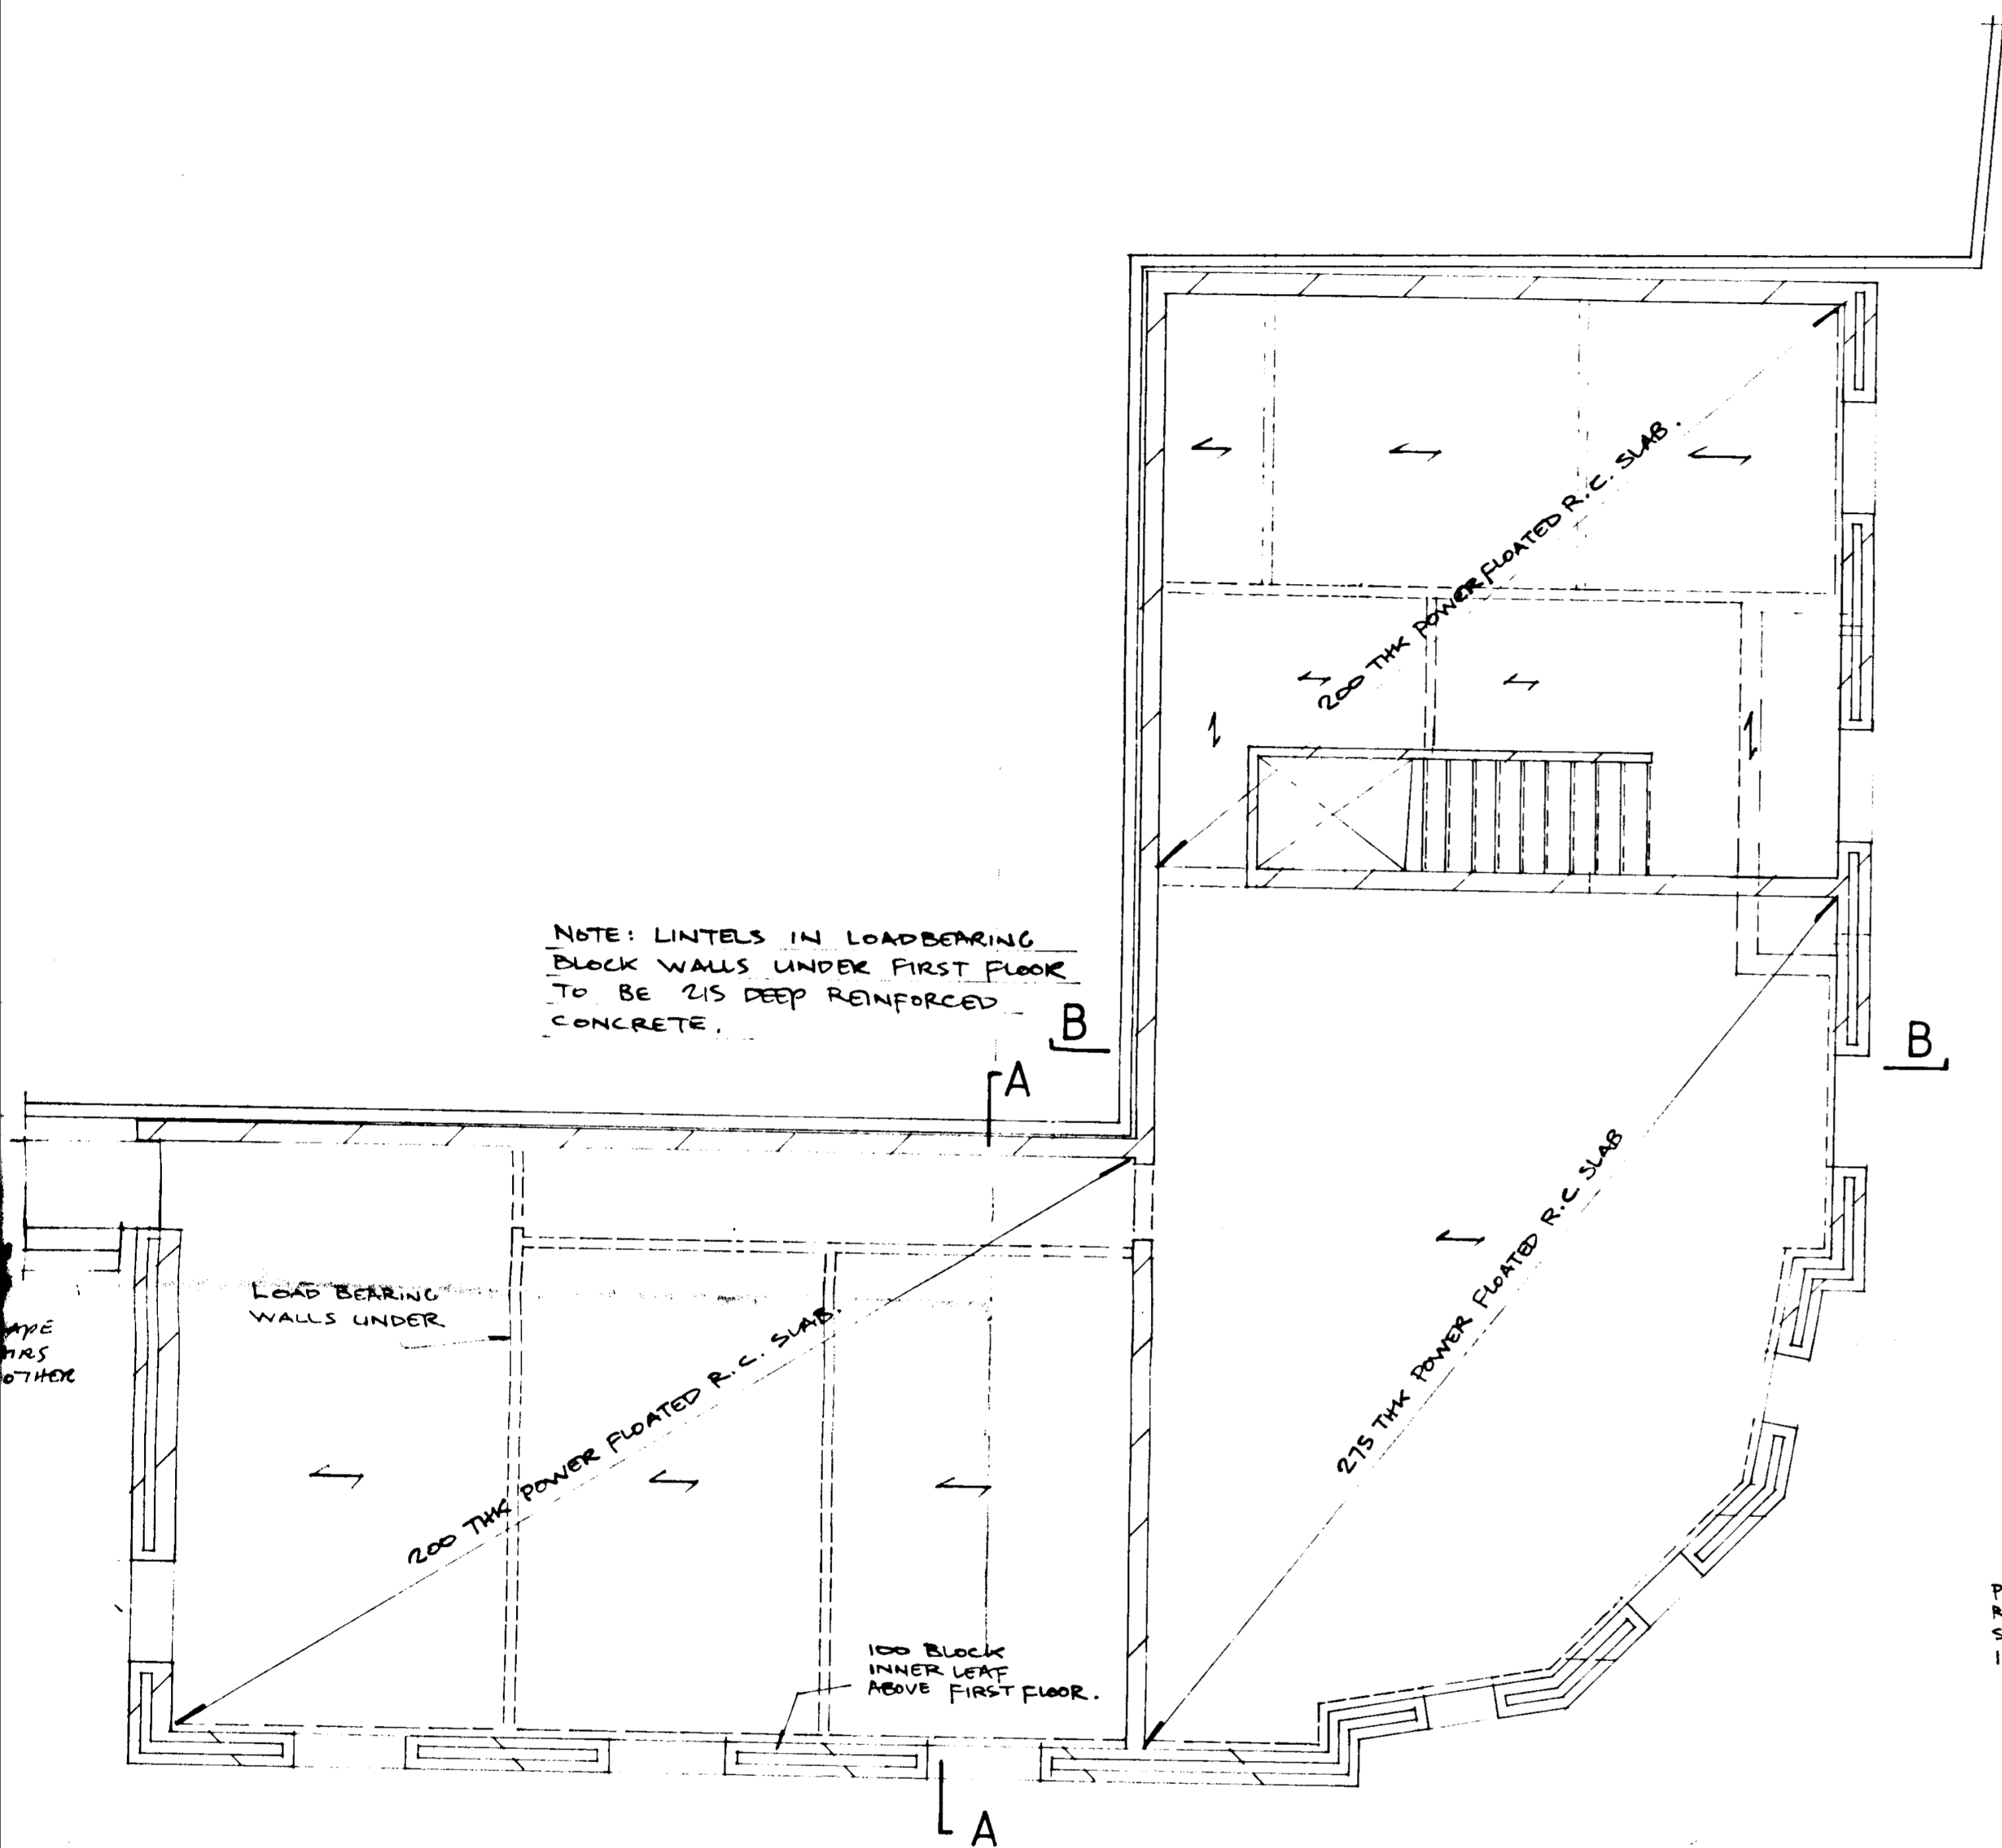 200 THK POWER FLOATED R.C. SLAB.
NOTE: LINTELS IN LOADBEARING
BLOCK WALLS UNDER FIRST FLOOR
TO BE 215 DEEP REINFORCED
CONCRETE.
B
B
A
275 THK POWER FLOATED R.C. SLAB
LOAD BEARING
WALLS UNDER
OTHER
200 THK POWER FLOATED R.C. SLAB.
100 BLOCK
INNER LEAF
ABOVE FIRST FLOOR.
A